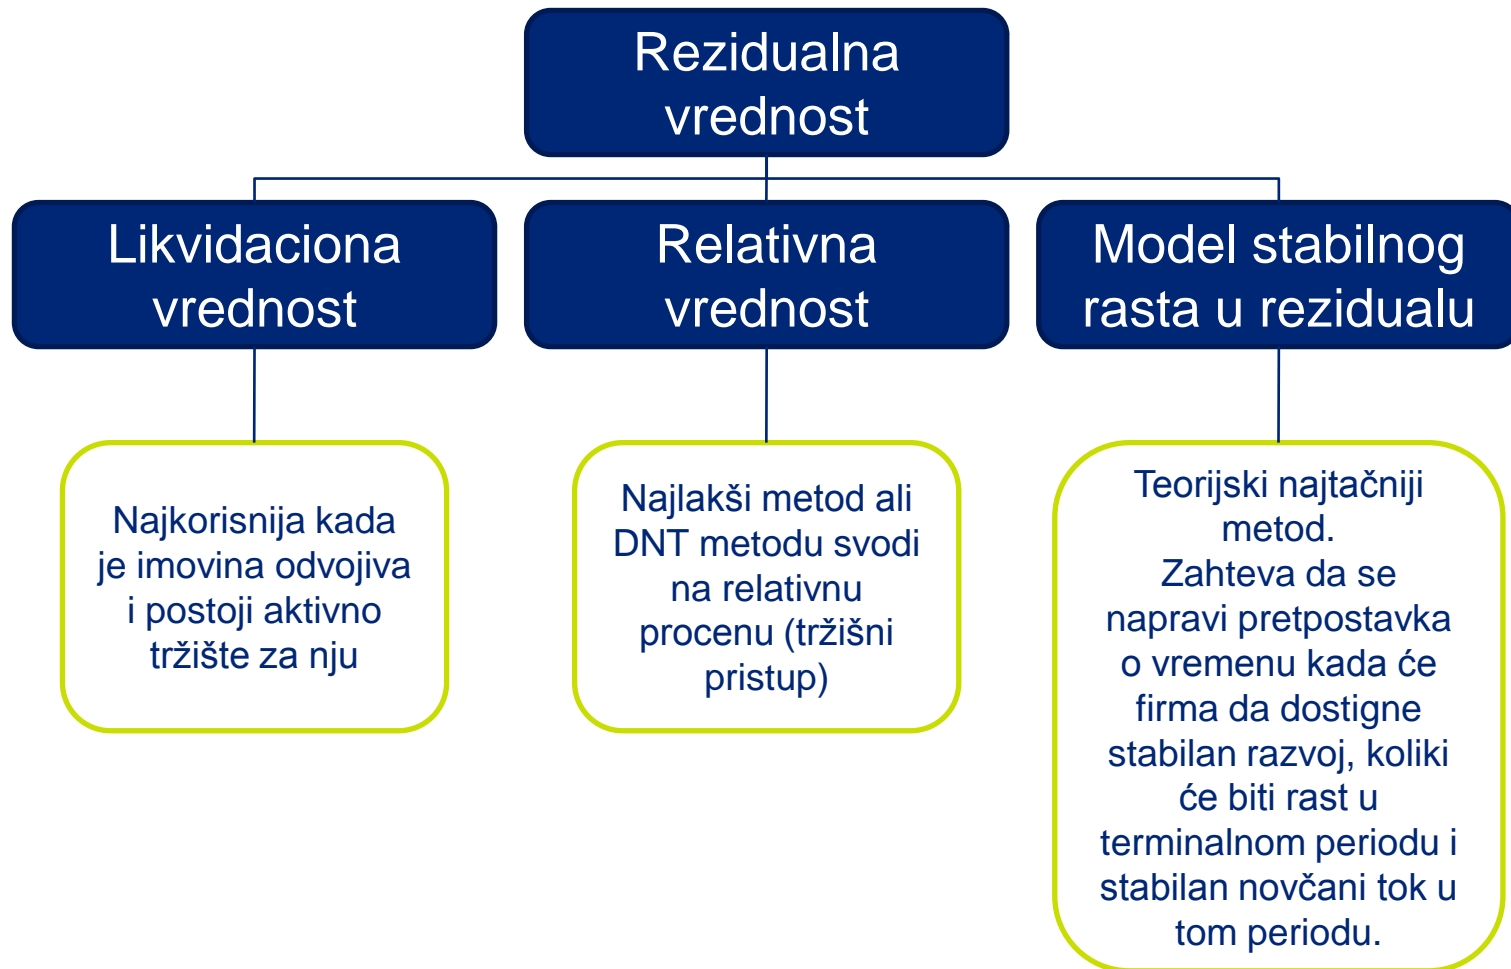 Rezidualna
vrednost
Likvidaciona
vrednost
Relativna
vrednost
Model stabilnog
rasta u rezidualu
Najkorisnija kada
je imovina odvojiva
i postoji aktivno
tržište za nju
Najlakši metod ali
DNT metodu svodi
na relativnu
procenu (tržišni
pristup)
Teorijski najtačniji
metod.
Zahteva da se
napravi pretpostavka
o vremenu kada će
firma da dostigne
stabilan razvoj, koliki
će biti rast u
terminalnom periodu i
stabilan novčani tok u
tom periodu.